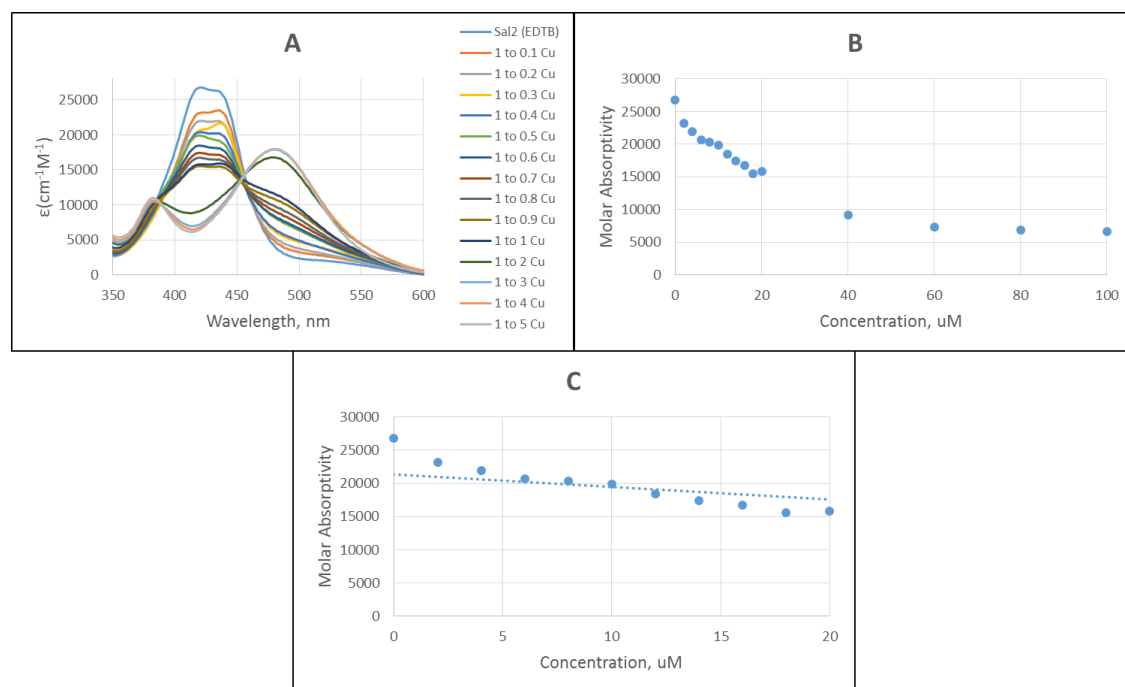 A
ε(cm-1M-1)
25000
20000
15000
10000
5000
0
350
400
450
500
550
600
Wavelength, nm
Sal2 (EDTB)
1 to 0.1 Cu
1 to 0.2 Cu
1 to 0.3 Cu
1 to 0.4 Cu
1 to 0.5 Cu
1 to 0.6 Cu
1 to 0.7 Cu
1 to 0.8 Cu
1 to 0.9 Cu
1 to 1 Cu
1 to 2 Cu
1 to 3 Cu
1 to 4 Cu
1 to 5 Cu
B
Molar Absorptivity
30000
25000
20000
15000
10000
5000
0
0
20
40
60
80
100
Concentration, uM
C
Molar Absorptivity
30000
25000
20000
15000
10000
5000
0
0
5
10
15
20
Concentration, uM